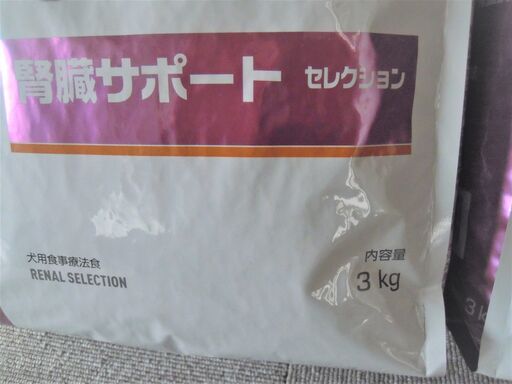 腎臓サポート セレクション
犬用食事療法食
RENAL SELECTION
内容量
3 kg
3 k